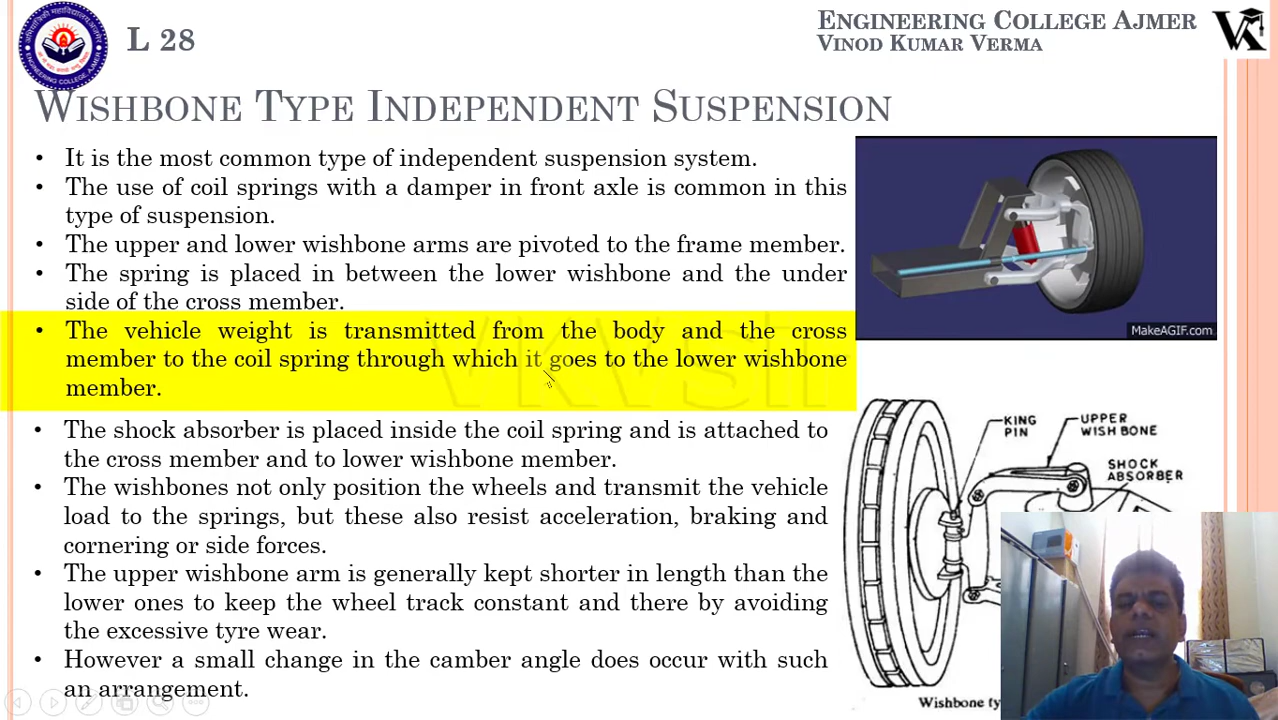 L 28
ENGINEERING COLLEGE AJMER
VINOD KUMAR VERMA
WISHBONE TYPE INDEPENDENT SUSPENSION
• It is the most common type of independent suspension system.
• The use of coil springs with a damper in front axle is common in this
type of suspension.
• The upper and lower wishbone arms are pivoted to the frame member.
• The spring is placed in between the lower wishbone and the under
side of the cross member.
• The vehicle weight is transmitted from the body and the cross
member to the coil spring through which it goes to the lower wishbone
member.
• The shock absorber is placed inside the coil spring and is attached to
the cross member and to lower wishbone member.
• The wishbones not only position the wheels and transmit the vehicle
load to the springs, but these also resist acceleration, braking and
cornering or side forces.
• The upper wishbone arm is generally kept shorter in length than the
lower ones to keep the wheel track constant and there by avoiding
the excessive tyre wear.
• However a small change in the camber angle does occur with such
an arrangement.
MakeAGIF.com
KING
PIN
UPPER
WISH BONE
SHOCK
ABSORBER
Wishbone